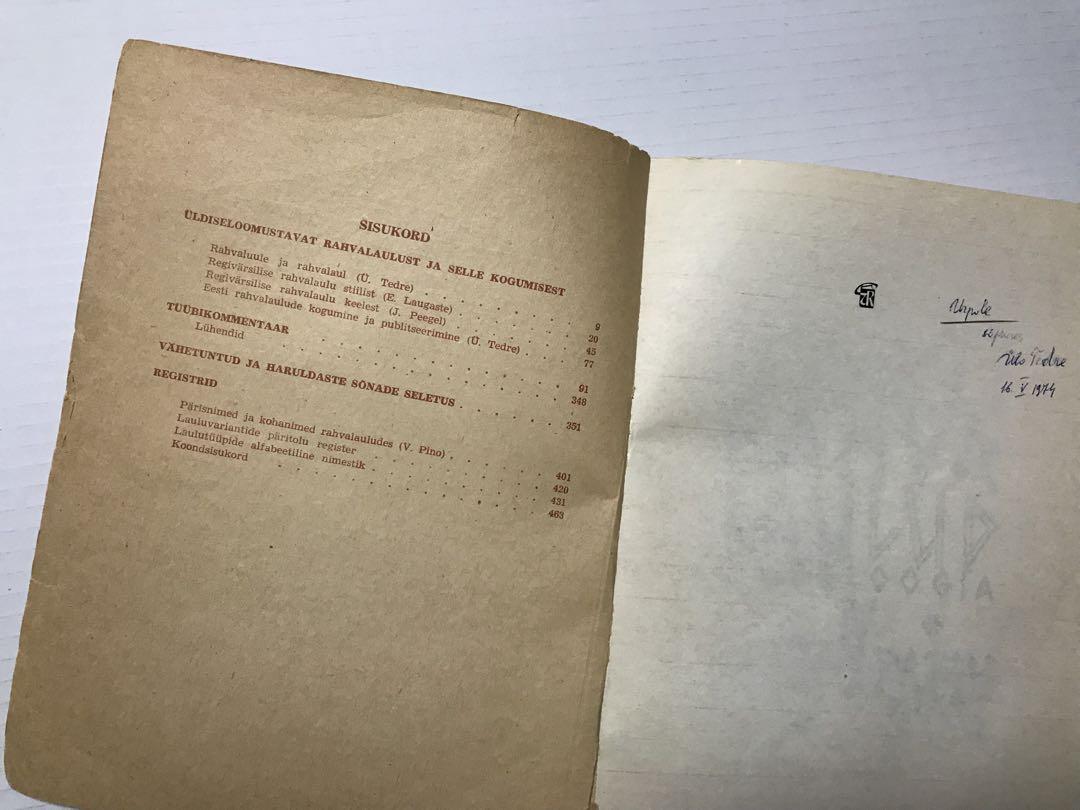 SISUKORD
ÜLDISELOOMUSTAVAT RAHVALAULUST JA SELLE KOGUMISEST
Rahvaluule ja rahvalaul (Ü. Tedre) . . . . . . . 9
Regivärsilise rahvalaulu stiilist (E. Laugaste) . . . . . 20
Regivärsilise rahvalaulu keelest (J. Peegel) . . . . . 45
Eesti rahvalaulude kogumine ja publitseerimine (Ü. Tedre) . . . 77
TÜÜBIKOMMENTAAR . . . . . . . . . 91
Lühendid . . . . . . . . . . 348
VÄHETUNTUD JA HARULDASTE SÕNADE SELETUS . . . . . 351
REGISTRID
Pärisnimed ja kohanimed rahvalauludes (V. Pino) . . . . . 401
Lauluvariantide päritolu register . . . . . . . 420
Laulutüüpide alfabeetiline nimestik . . . . . . . 431
Koondsisukord . . . . . . . . . . 463
Ülo Tedre
16. V 1974